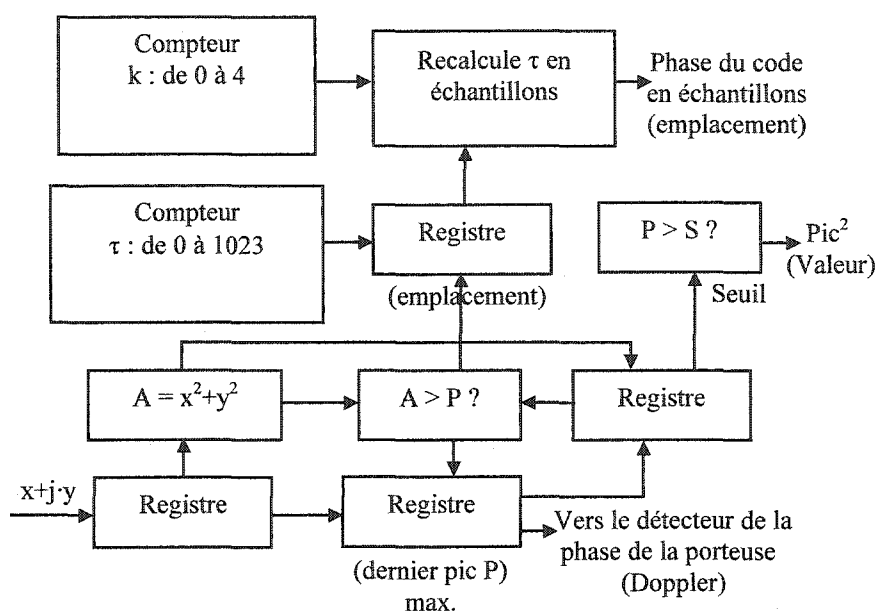 Compteur
k : de 0 à 4
Recalcule τ en
échantillons
Phase du code
en échantillons
(emplacement)
Compteur
τ : de 0 à 1023
Registre
(emplacement)
P > S ?
Pic²
(Valeur)
Seuil
A = x²+y²
A > P ?
Registre
x+j·y
Registre
Registre
(dernier pic P)
max.
Vers le détecteur de la
phase de la porteuse
(Doppler)